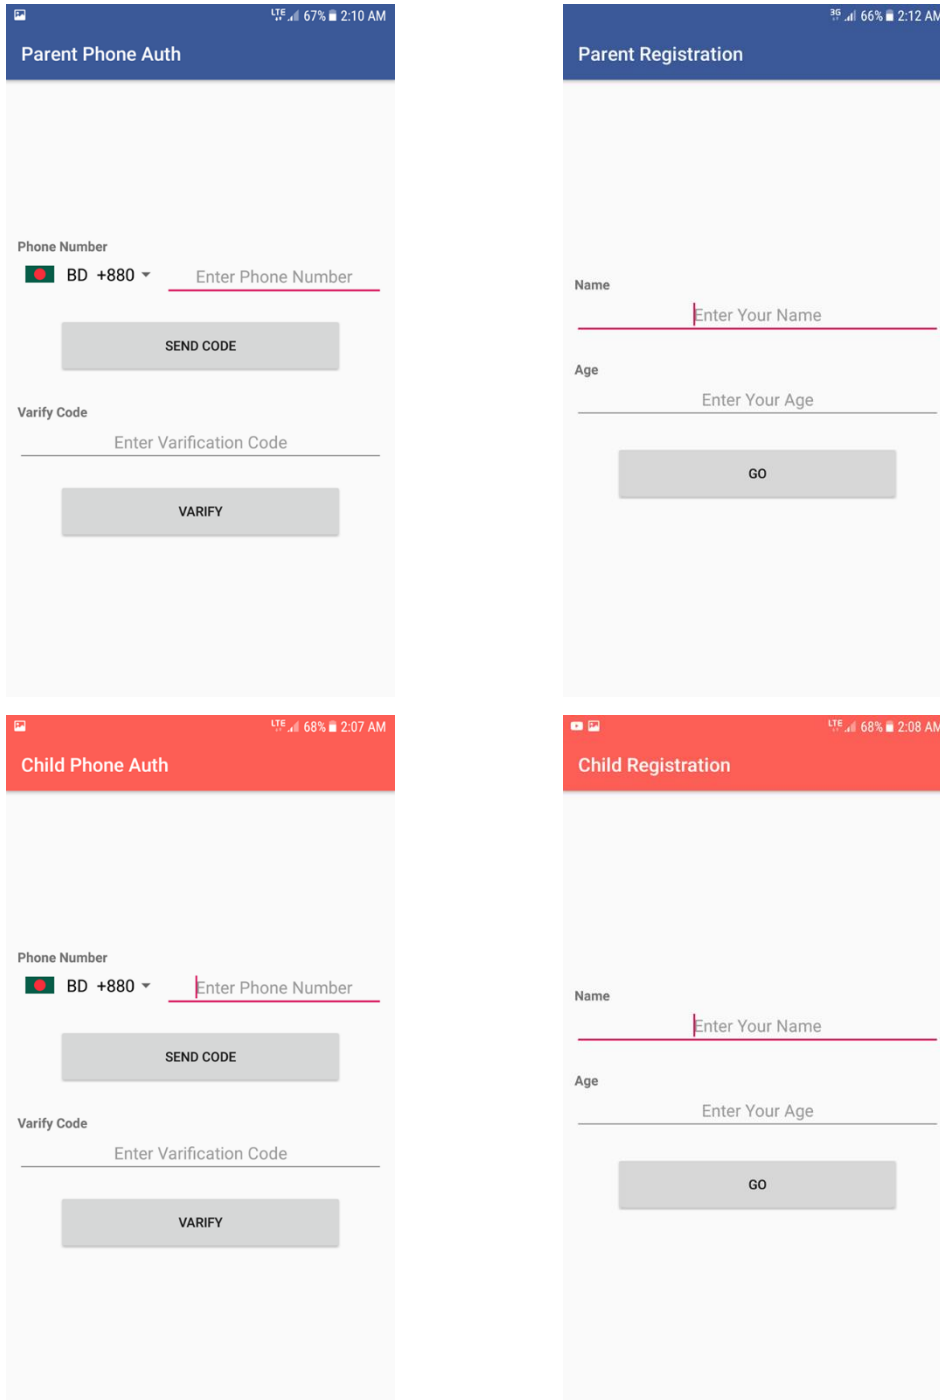 LTE 67% 2:10 AM
Parent Phone Auth
Phone Number
BD +880 Enter Phone Number
SEND CODE
Varify Code
Enter Varification Code
VARIFY
3G 66% 2:12 AM
Parent Registration
Name
Enter Your Name
Age
Enter Your Age
GO
LTE 68% 2:07 AM
Child Phone Auth
Phone Number
BD +880 Enter Phone Number
SEND CODE
Varify Code
Enter Varification Code
VARIFY
LTE 68% 2:08 AM
Child Registration
Name
Enter Your Name
Age
Enter Your Age
GO